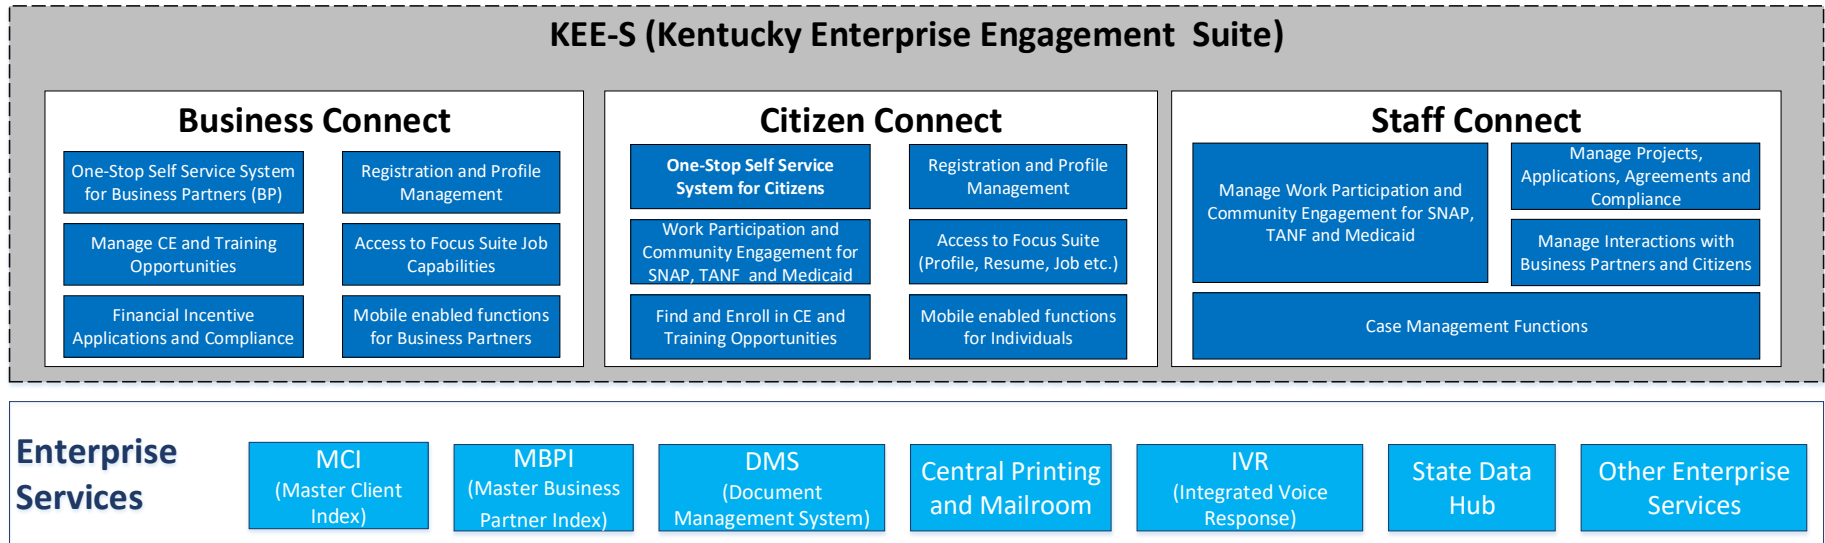 KEE-S (Kentucky Enterprise Engagement Suite)
Business Connect
One-Stop Self Service System
for Business Partners (BP)
Registration and Profile
Management
Manage CE and Training
Opportunities
Access to Focus Suite Job
Capabilities
Financial Incentive
Applications and Compliance
Mobile enabled functions
for Business Partners
Citizen Connect
One-Stop Self Service
System for Citizens
Registration and Profile
Management
Work Participation and
Community Engagement for
SNAP, TANF and Medicaid
Access to Focus Suite
(Profile, Resume, Job etc.)
Find and Enroll in CE and
Training Opportunities
Mobile enabled functions
for Individuals
Staff Connect
Manage Work Participation and
Community Engagement for SNAP,
TANF and Medicaid
Manage Projects,
Applications, Agreements and
Compliance
Manage Interactions with
Business Partners and Citizens
Case Management Functions
Enterprise
Services
MCI
(Master Client
Index)
MBPI
(Master Business
Partner Index)
DMS
(Document
Management System)
Central Printing
and Mailroom
IVR
(Integrated Voice
Response)
State Data
Hub
Other Enterprise
Services